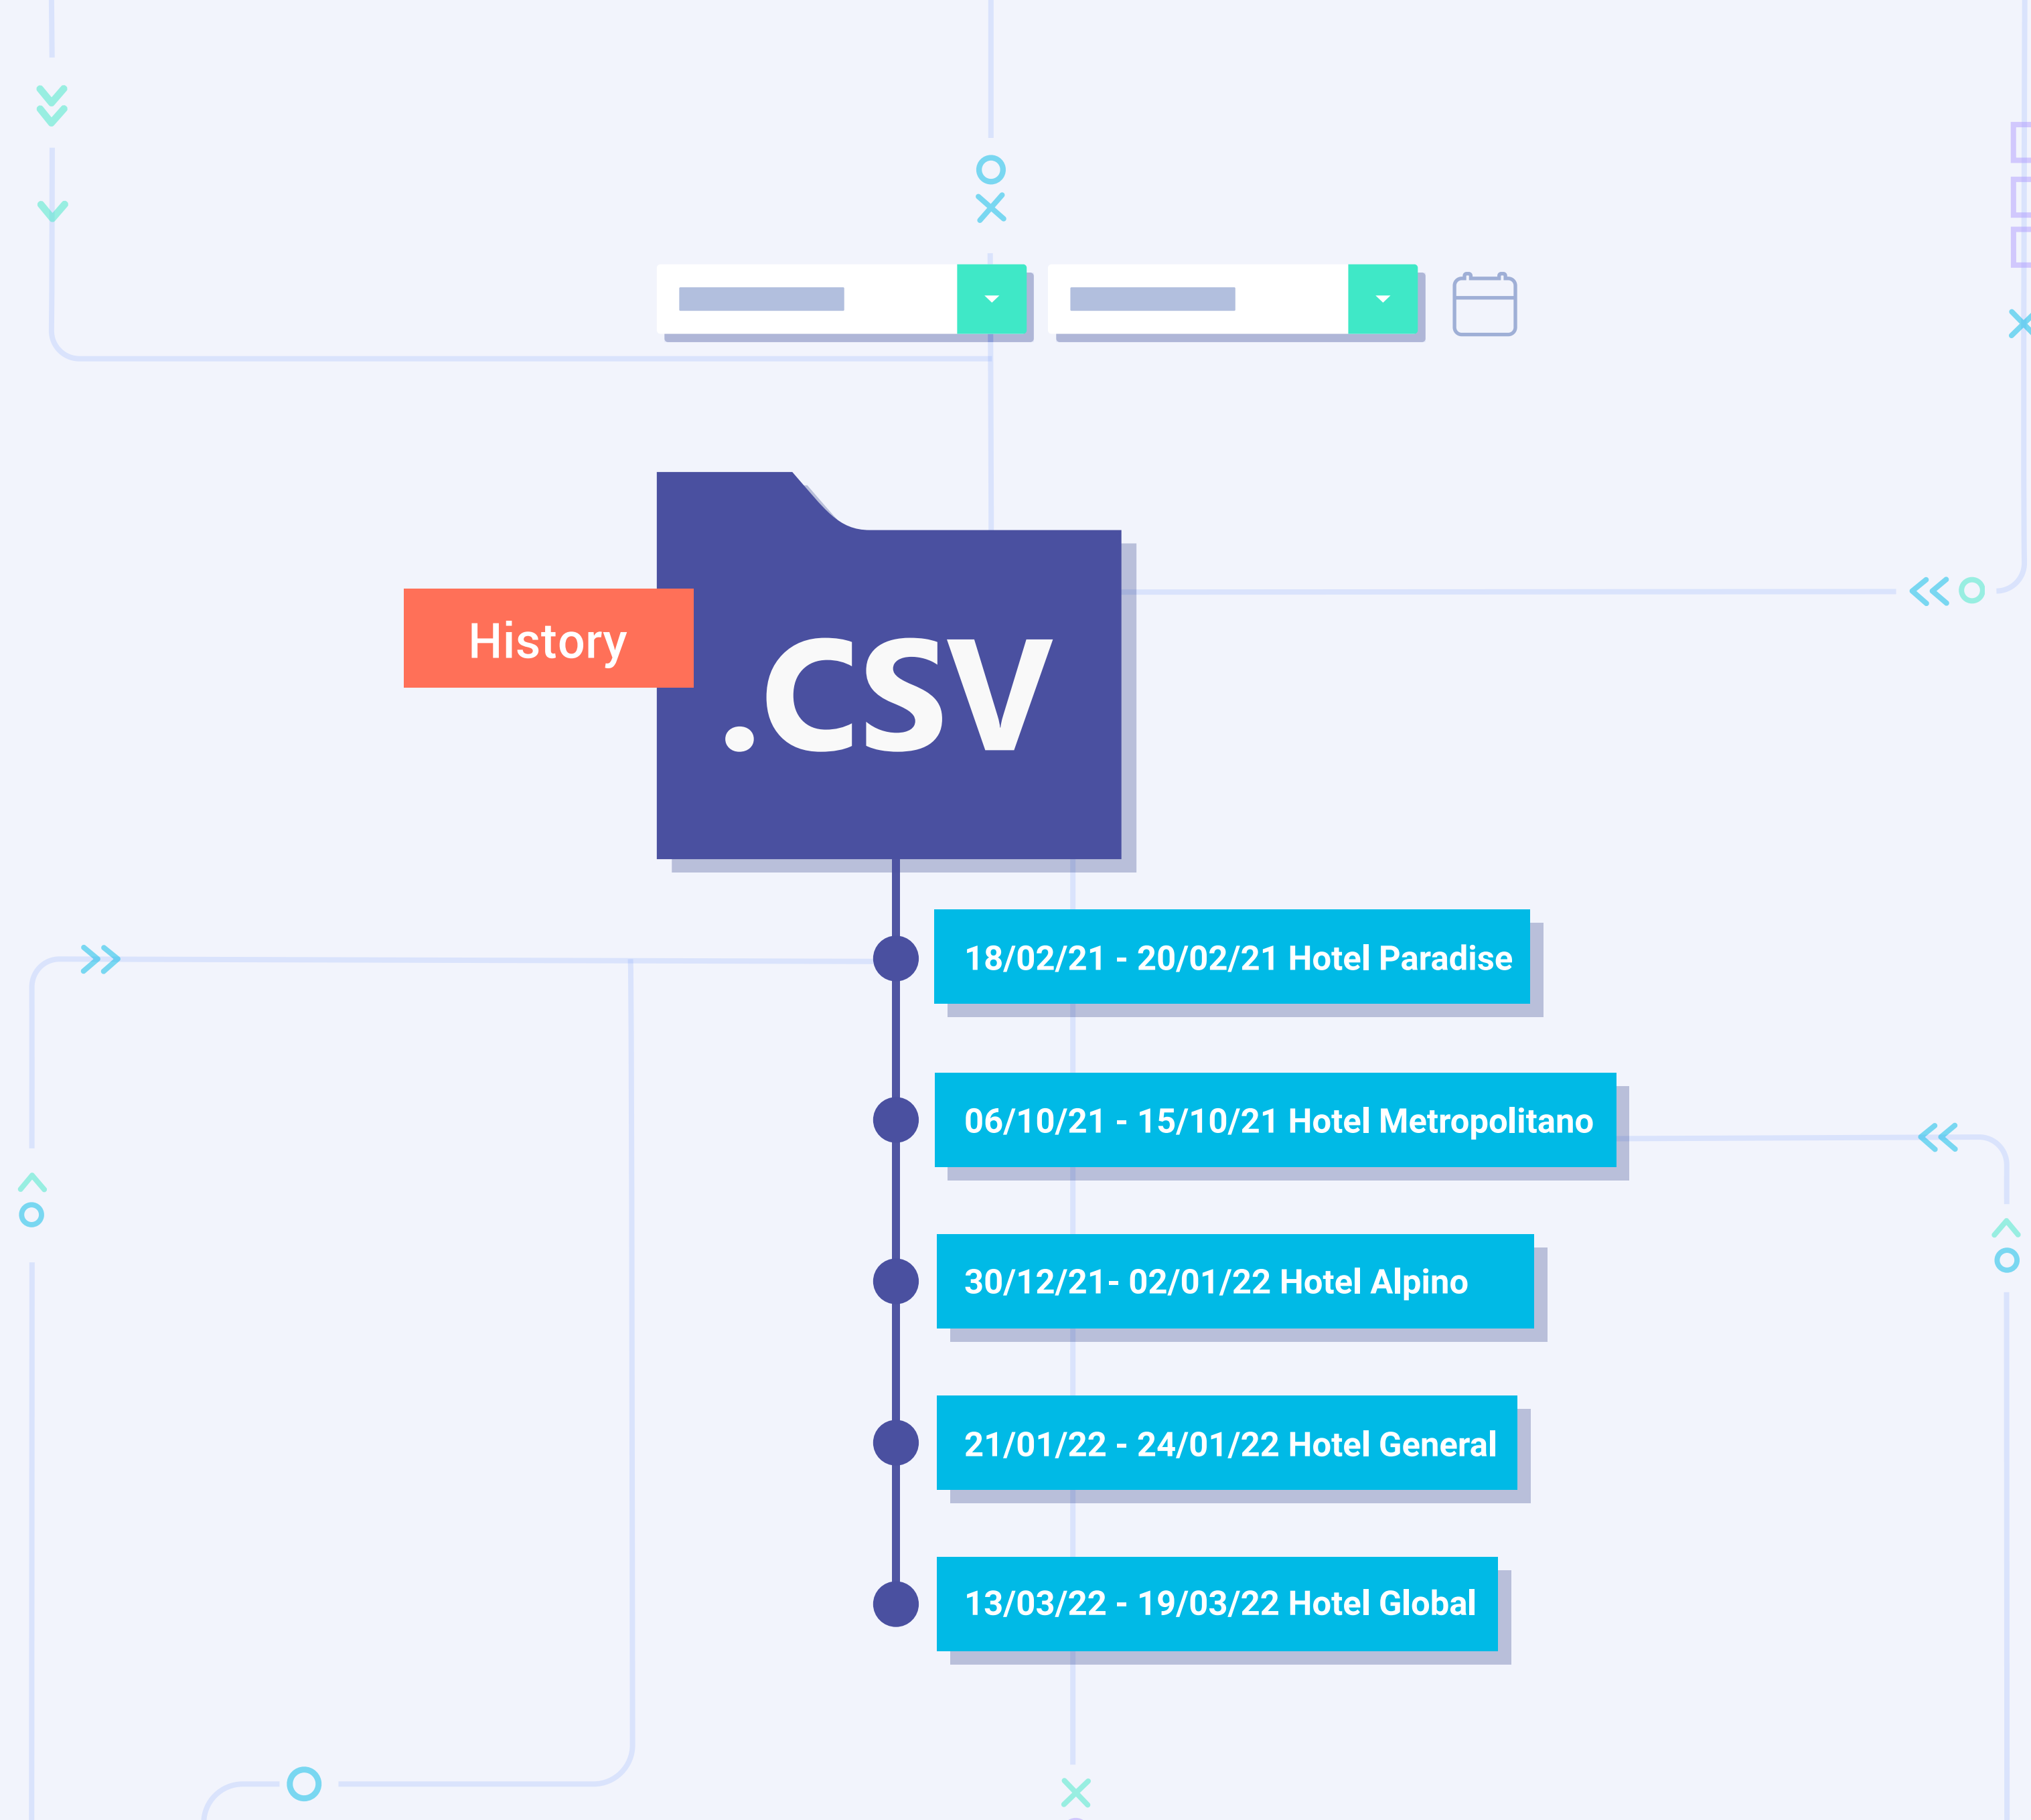 History
.CSV
18/02/21 - 20/02/21 Hotel Paradise
06/10/21 - 15/10/21 Hotel Metropolitano
30/12/21- 02/01/22 Hotel Alpino
21/01/22 - 24/01/22 Hotel General
13/03/22 - 19/03/22 Hotel Global